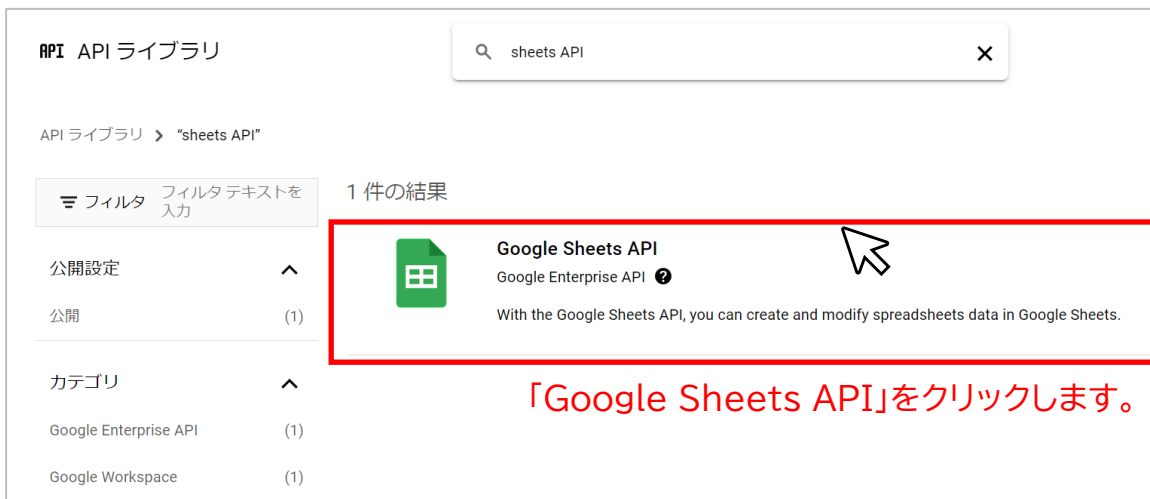 API API ライブラリ
sheets API
API ライブラリ > "sheets API"
フィルタ フィルタ テキストを
入力
1 件の結果
公開設定
公開 (1)
カテゴリ
Google Enterprise API (1)
Google Workspace (1)
Google Sheets API
Google Enterprise API ?
With the Google Sheets API, you can create and modify spreadsheets data in Google Sheets.
「Google Sheets API」をクリックします。